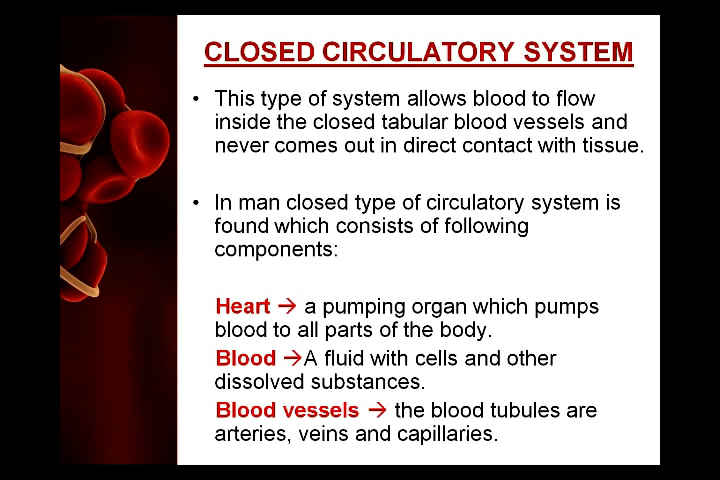 CLOSED CIRCULATORY SYSTEM
• This type of system allows blood to flow
inside the closed tabular blood vessels and
never comes out in direct contact with tissue.
• In man closed type of circulatory system is
found which consists of following
components:
Heart → a pumping organ which pumps
blood to all parts of the body.
Blood →A fluid with cells and other
dissolved substances.
Blood vessels → the blood tubules are
arteries, veins and capillaries.